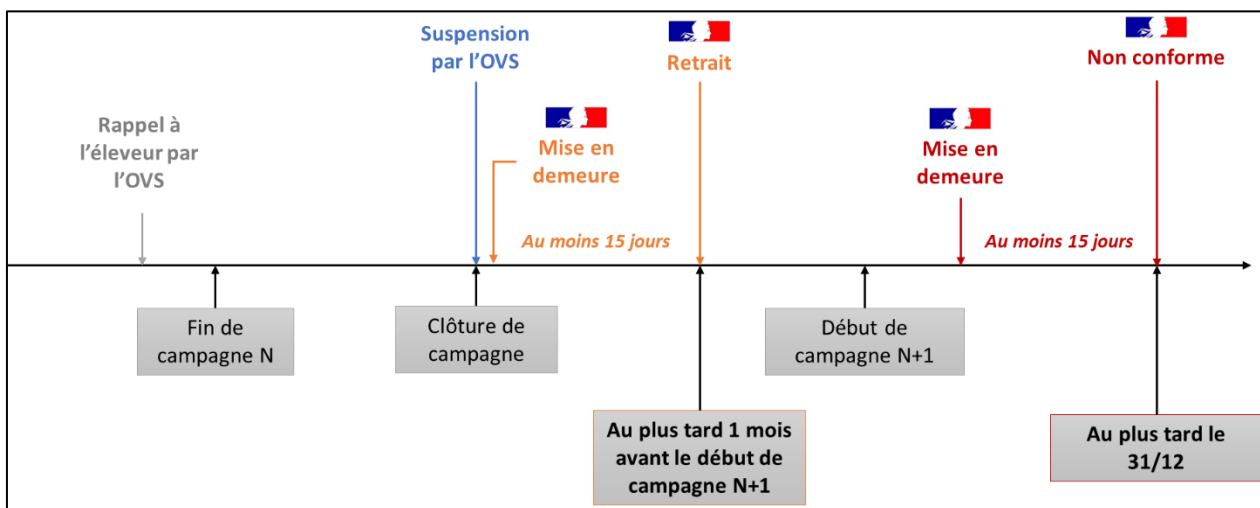 Rappel à
l'éleveur par
l'OVS
Suspension
par l'OVS
Mise en
demeure
Retrait
Au moins 15 jours
Mise en
demeure
Non conforme
Au moins 15 jours
Fin de
campagne N
Clôture de
campagne
Au plus tard 1 mois
avant le début de
campagne N+1
Début de
campagne N+1
Au plus tard le
31/12